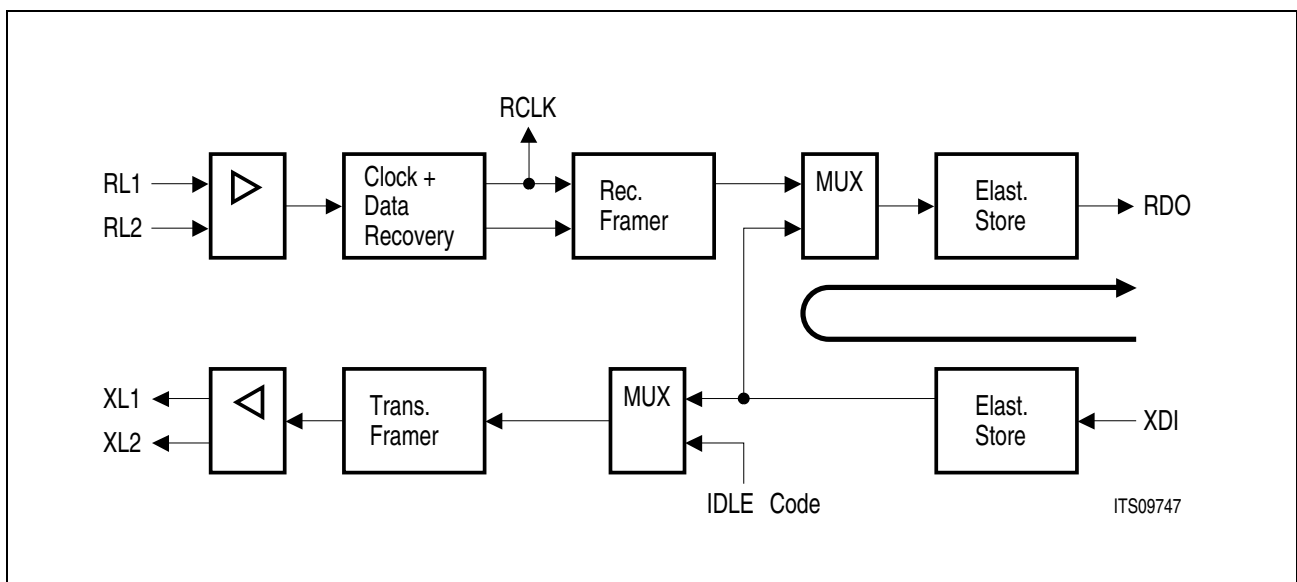 RCLK
RL1
RL2
Clock +
Data
Recovery
Rec.
Framer
MUX
Elast.
Store
RDO
XL1
XL2
Trans.
Framer
MUX
Elast.
Store
XDI
IDLE Code
ITS09747